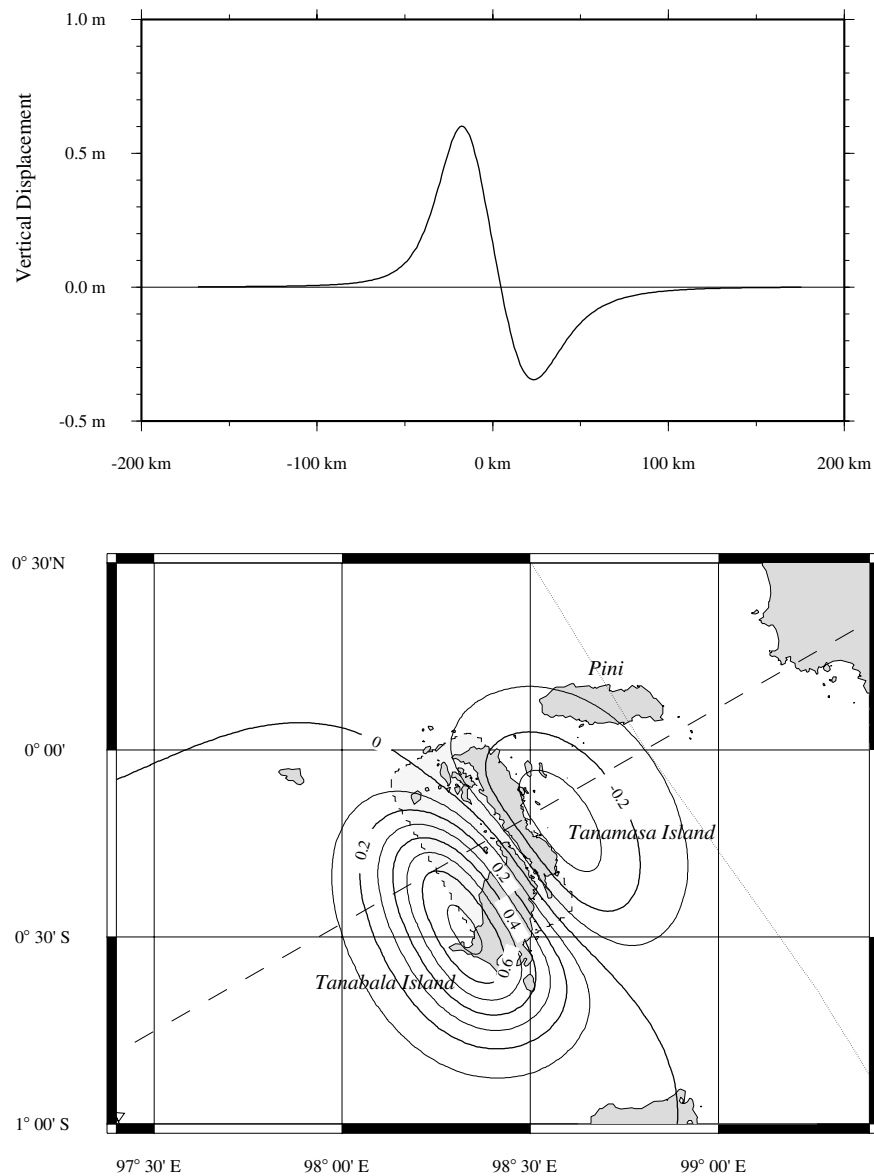 1.0 m
0.5 m
0.0 m
-0.5 m
Vertical Displacement
-200 km
-100 km
0 km
100 km
200 km
0° 30'N
0° 00'
0° 30' S
1° 00' S
Pini
0
-0.2
Tanamasa Island
0.2
0.2
0.4
0.6
Tanabala Island
97° 30' E
98° 00' E
98° 30' E
99° 00' E